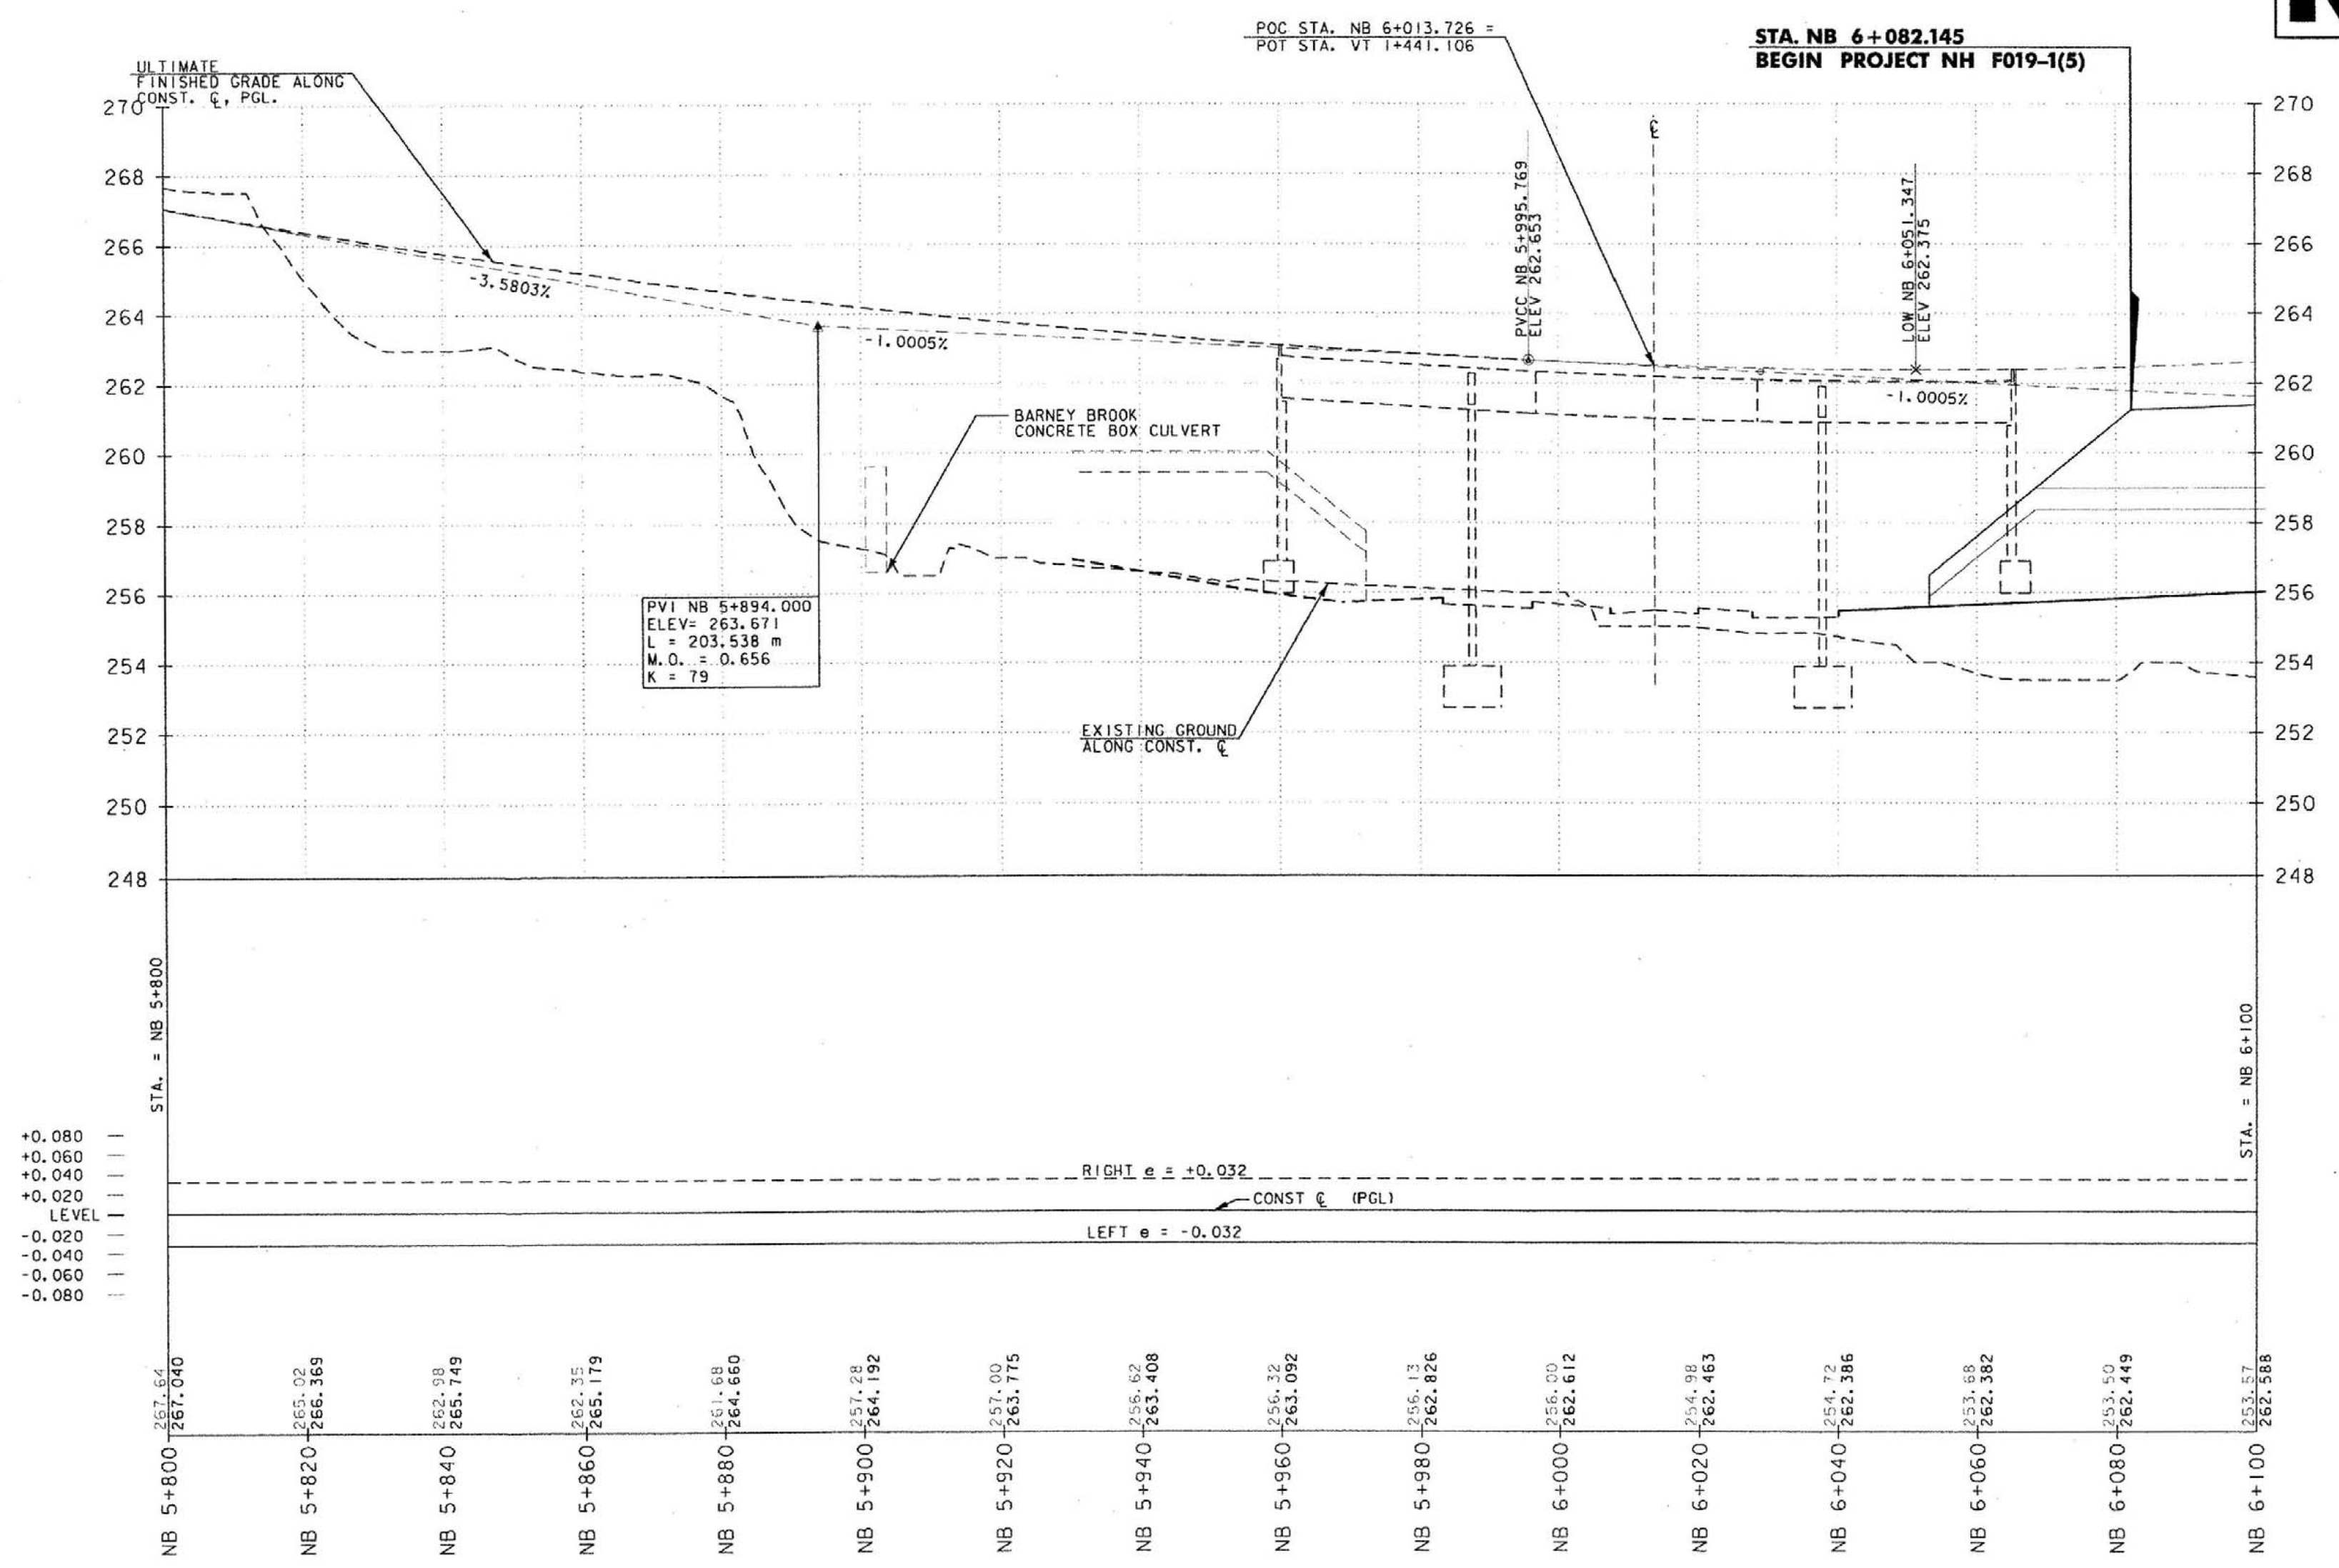 POC STA. NB 6+013.726 =
POT STA. VT 1+441.106
STA. NB 6+082.145
BEGIN PROJECT NH F019-1(5)
ULTIMATE
FINISHED GRADE ALONG
CONST. ℄, PGL.
℄
270
268
266
264
262
260
258
256
254
252
250
248
270
268
266
264
262
260
258
256
254
252
250
248
-3.5803%
-1.0005%
-1.0005%
PVCC NB 5+995.769
ELEV 262.653
LOW NB 6+051.347
ELEV 262.375
BARNEY BROOK
CONCRETE BOX CULVERT
PVI NB 5+894.000
ELEV= 263.671
L = 203.538 m
M.O. = 0.656
K = 79
EXISTING GROUND
ALONG CONST. ℄
STA. = NB 5+800
STA. = NB 6+100
+0.080
+0.060
+0.040
+0.020
LEVEL
-0.020
-0.040
-0.060
-0.080
RIGHT e = +0.032
CONST ℄ (PGL)
LEFT e = -0.032
267.64
267.040
265.02
266.369
262.98
265.749
262.35
265.179
261.68
264.660
257.28
264.192
257.00
263.775
256.62
263.408
256.32
263.092
256.13
262.826
256.00
262.612
254.98
262.463
254.72
262.386
253.68
262.382
253.50
262.449
253.57
262.588
NB 5+800
NB 5+820
NB 5+840
NB 5+860
NB 5+880
NB 5+900
NB 5+920
NB 5+940
NB 5+960
NB 5+980
NB 6+000
NB 6+020
NB 6+040
NB 6+060
NB 6+080
NB 6+100